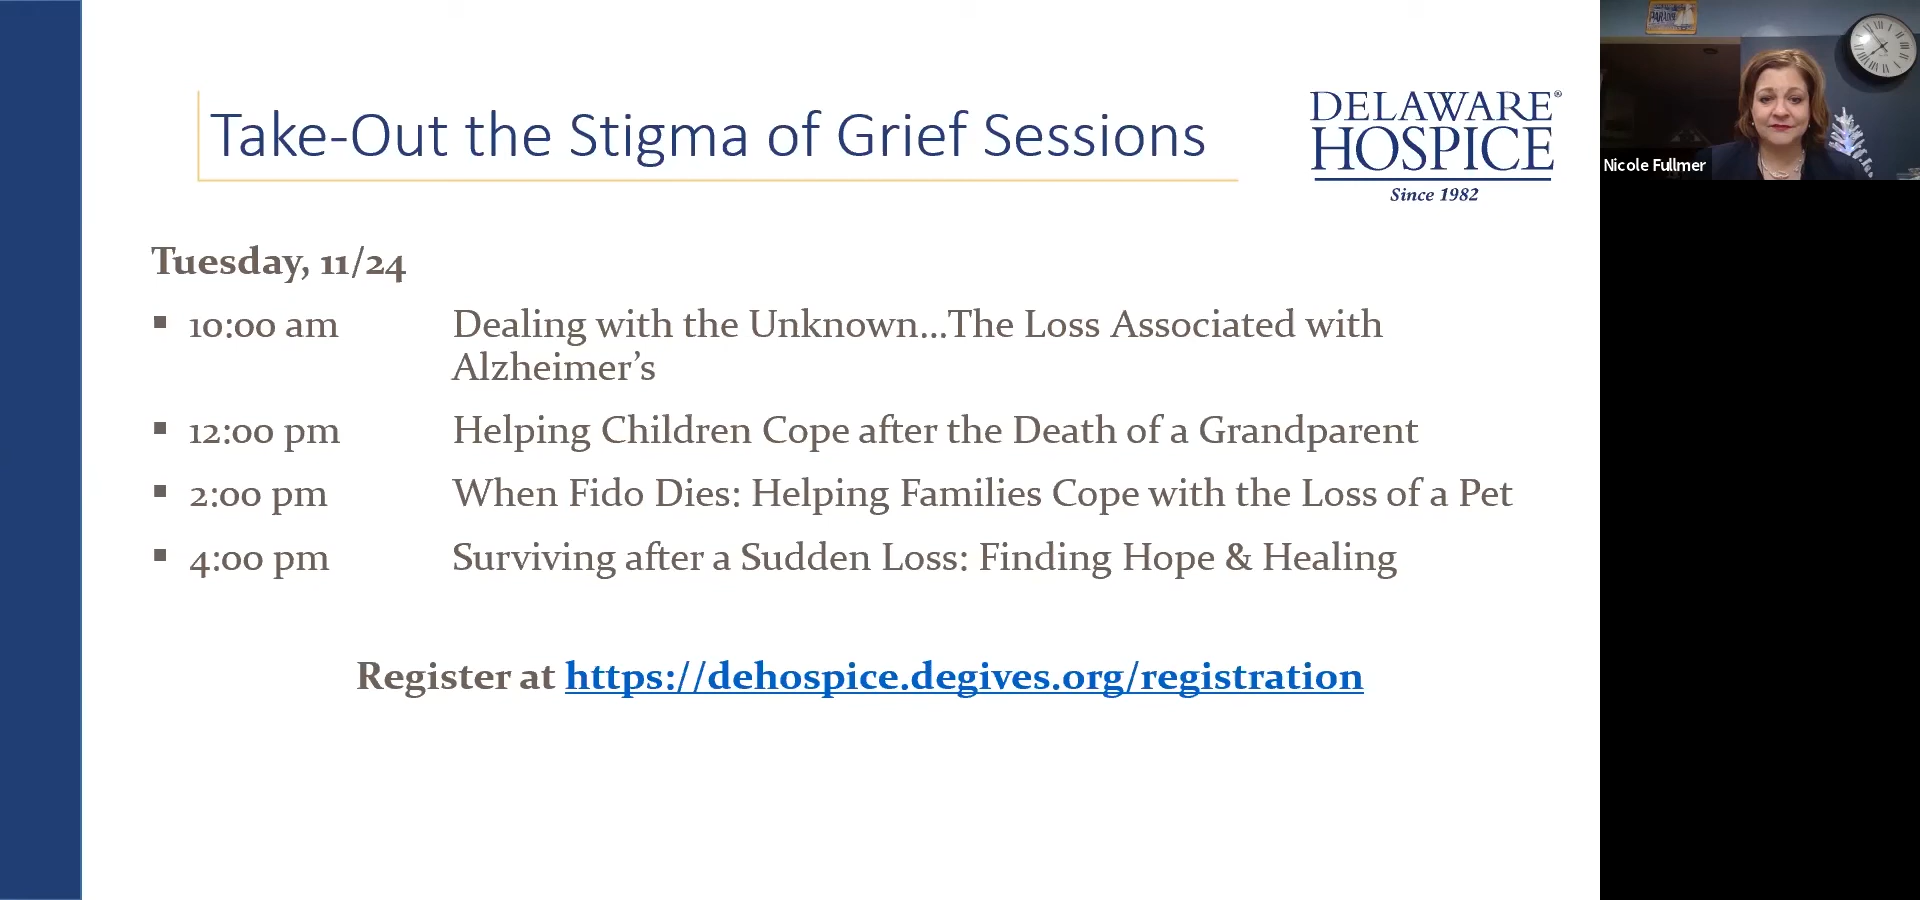 Take-Out the Stigma of Grief Sessions
DELAWARE®
HOSPICE
Since 1982
Tuesday, 11/24
▪ 10:00 am Dealing with the Unknown...The Loss Associated with
Alzheimer’s
▪ 12:00 pm Helping Children Cope after the Death of a Grandparent
▪ 2:00 pm When Fido Dies: Helping Families Cope with the Loss of a Pet
▪ 4:00 pm Surviving after a Sudden Loss: Finding Hope & Healing
Register at https://dehospice.degives.org/registration
Nicole Fullmer